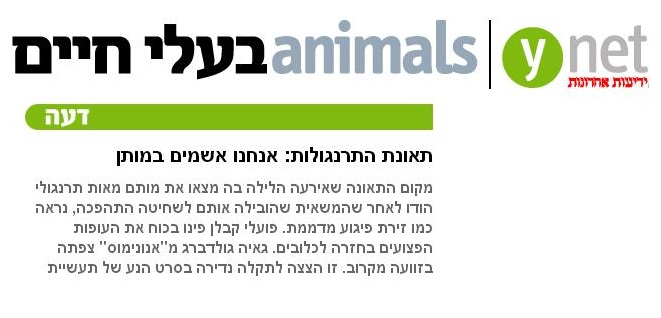 בעלי חיים animals ynet
ידיעות אחרונות
דעה
תאונת התרנגולות: אנחנו אשמים במותן
מקום התאונה שאירעה הלילה בה מצאו את מותם מאות תרנגולי
הודו לאחר שהמשאית שהובילה אותם לשחיטה התהפכה, נראה
כמו זירת פיגוע מדממת. פועלי קבלן פינו בכוח את העופות
הפצועים בחזרה לכלובים. גאיה גולדברג מ"אנונימוס" צפתה
בזוועה מקרוב. זו הצצה לתקלה נדירה בסרט הנע של תעשיית